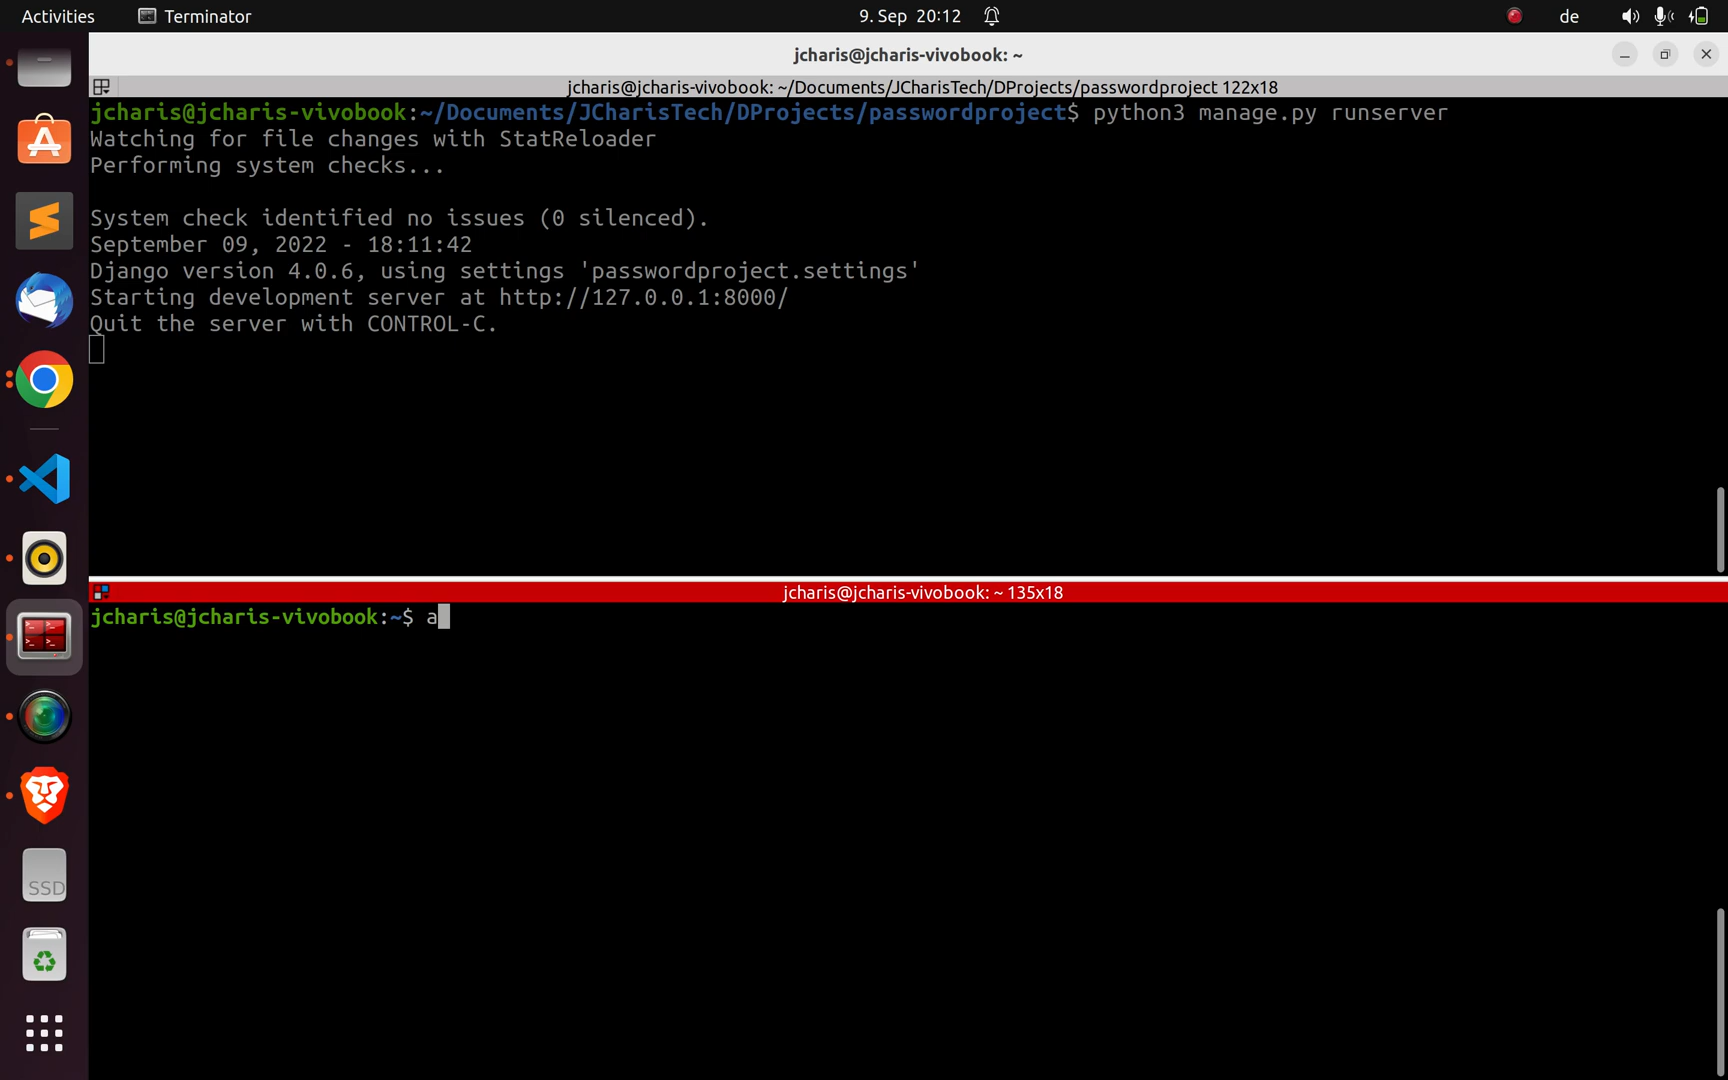 Activities
Terminator
9. Sep 20:12
de
jcharis@jcharis-vivobook: ~
jcharis@jcharis-vivobook: ~/Documents/JCharisTech/DProjects/passwordproject 122x18
jcharis@jcharis-vivobook:~/Documents/JCharisTech/DProjects/passwordproject$ python3 manage.py runserver
Watching for file changes with StatReloader
Performing system checks...
System check identified no issues (0 silenced).
September 09, 2022 - 18:11:42
Django version 4.0.6, using settings 'passwordproject.settings'
Starting development server at http://127.0.0.1:8000/
Quit the server with CONTROL-C.
jcharis@jcharis-vivobook: ~ 135x18
jcharis@jcharis-vivobook:~$ a
SSD